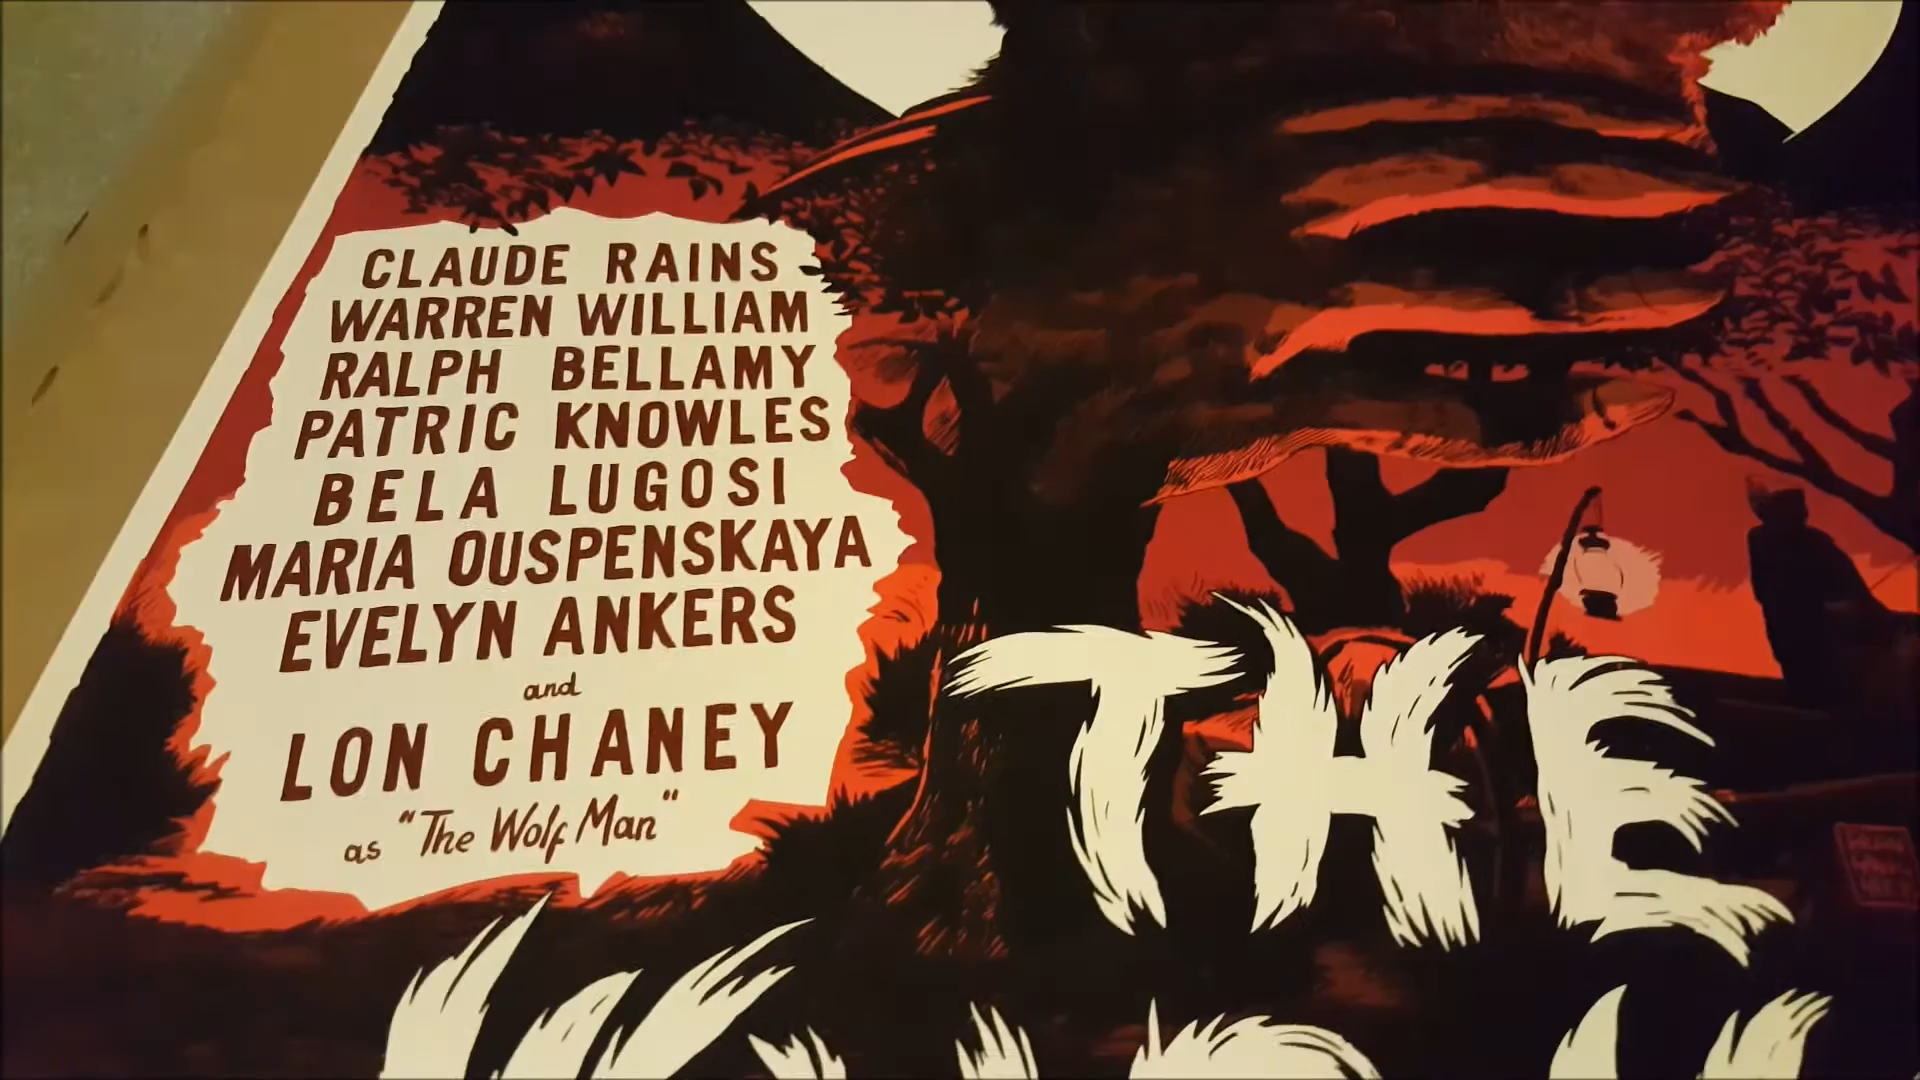 CLAUDE RAINS
WARREN WILLIAM
RALPH BELLAMY
PATRIC KNOWLES
BELA LUGOSI
MARIA OUSPENSKAYA
EVELYN ANKERS
and
LON CHANEY
as "The Wolf Man"
THE